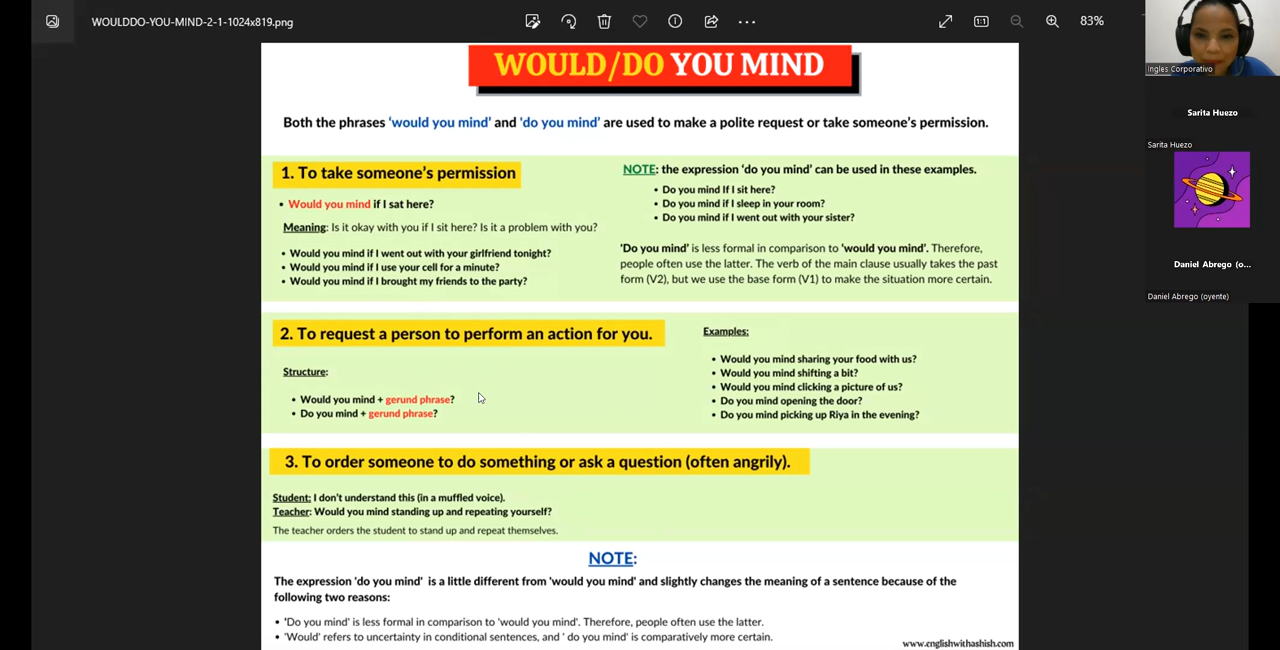 WOULDDO-YOU-MIND-2-1-1024x819.png
83%
WOULD/DO YOU MIND
Both the phrases 'would you mind' and 'do you mind' are used to make a polite request or take someone's permission.
1. To take someone's permission
• Would you mind if I sat here?
Meaning: Is it okay with you if I sit here? Is it a problem with you?
• Would you mind if I went out with your girlfriend tonight?
• Would you mind if I use your cell for a minute?
• Would you mind if I brought my friends to the party?
NOTE: the expression 'do you mind' can be used in these examples.
• Do you mind If I sit here?
• Do you mind if I sleep in your room?
• Do you mind if I went out with your sister?
'Do you mind' is less formal in comparison to 'would you mind'. Therefore,
people often use the latter. The verb of the main clause usually takes the past
form (V2), but we use the base form (V1) to make the situation more certain.
2. To request a person to perform an action for you.
Structure:
• Would you mind + gerund phrase?
• Do you mind + gerund phrase?
Examples:
• Would you mind sharing your food with us?
• Would you mind shifting a bit?
• Would you mind clicking a picture of us?
• Do you mind opening the door?
• Do you mind picking up Riya in the evening?
3. To order someone to do something or ask a question (often angrily).
Student: I don't understand this (in a muffled voice).
Teacher: Would you mind standing up and repeating yourself?
The teacher orders the student to stand up and repeat themselves.
NOTE:
The expression 'do you mind' is a little different from 'would you mind' and slightly changes the meaning of a sentence because of the
following two reasons:
• 'Do you mind' is less formal in comparison to 'would you mind'. Therefore, people often use the latter.
• 'Would' refers to uncertainty in conditional sentences, and ' do you mind' is comparatively more certain.
www.englishwithashish.com
Ingles Corporativo
Sarita Huezo
Sarita Huezo
Daniel Abrego (o...
Daniel Abrego (oyente)